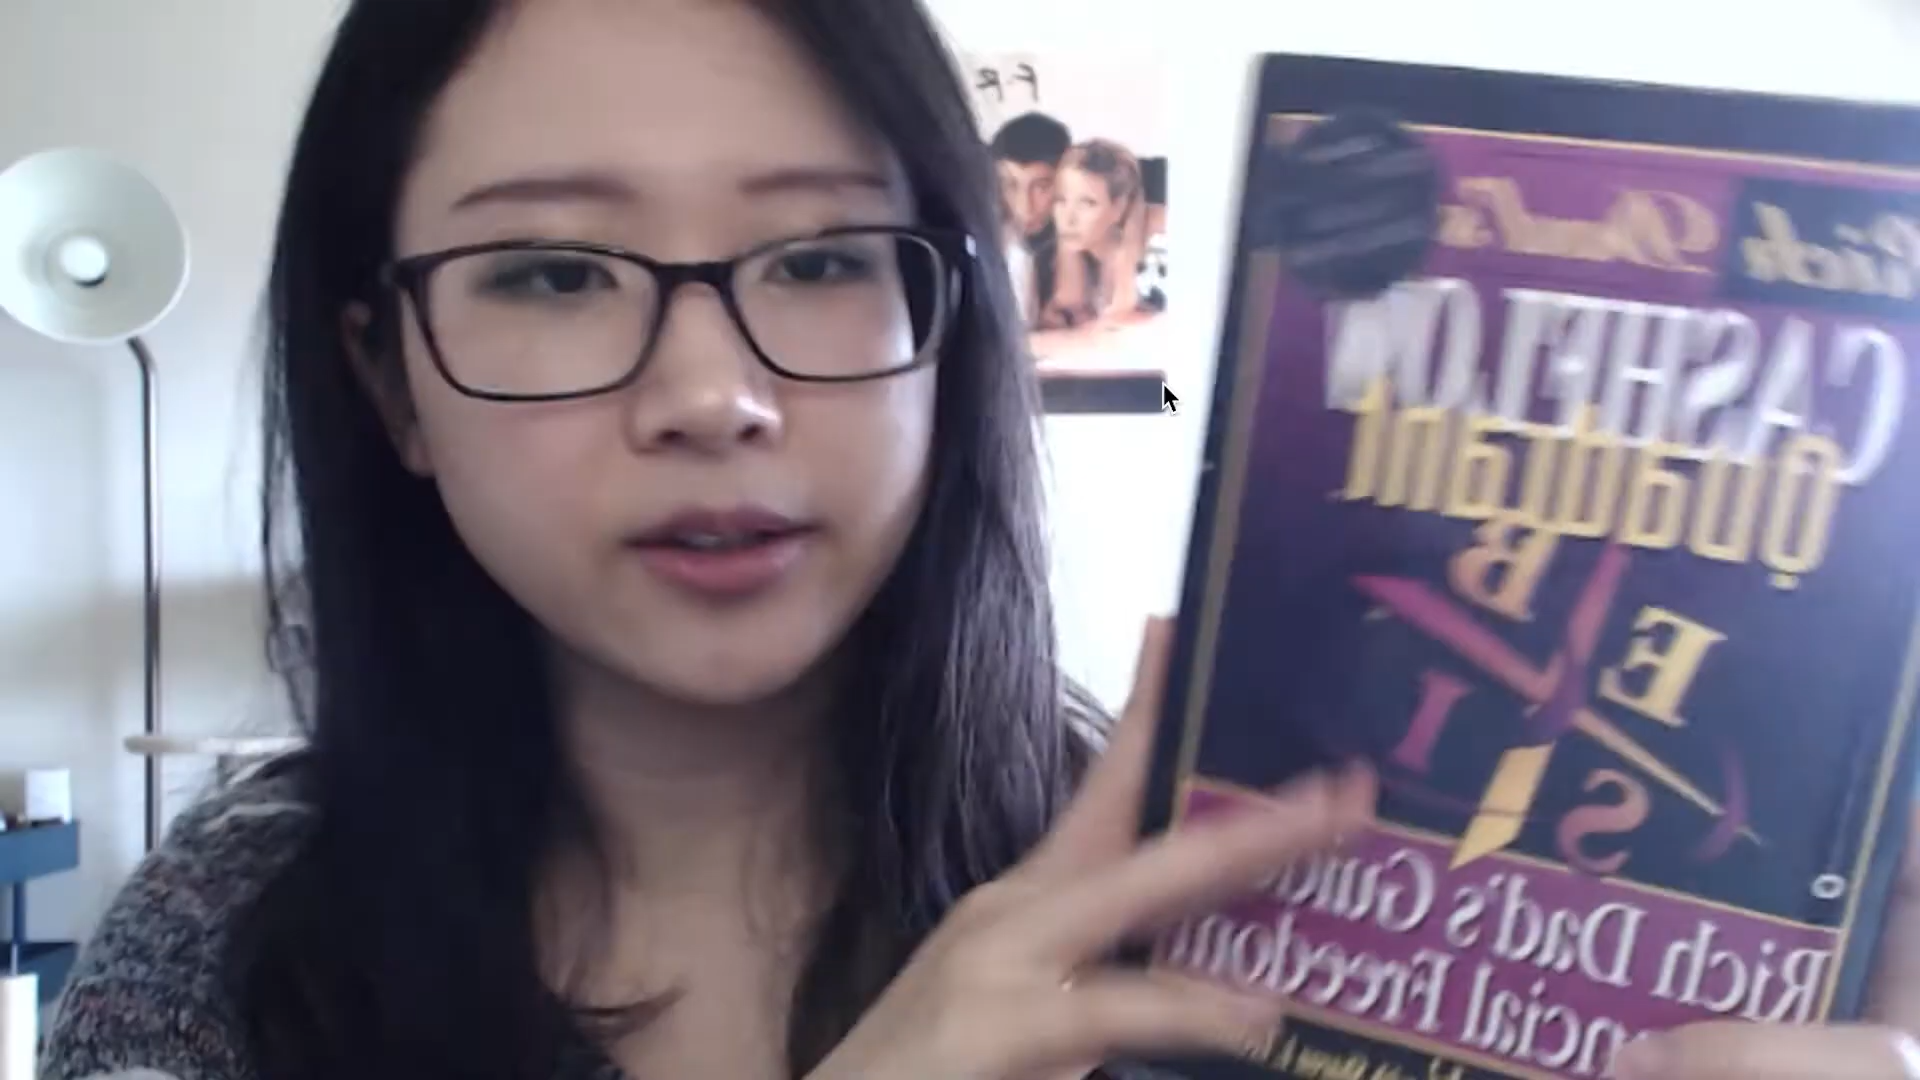 F·R
Rich Dad's
CASHFLOW
Quadrant
E B
S I
Rich Dad's Guide
Financial Freedom